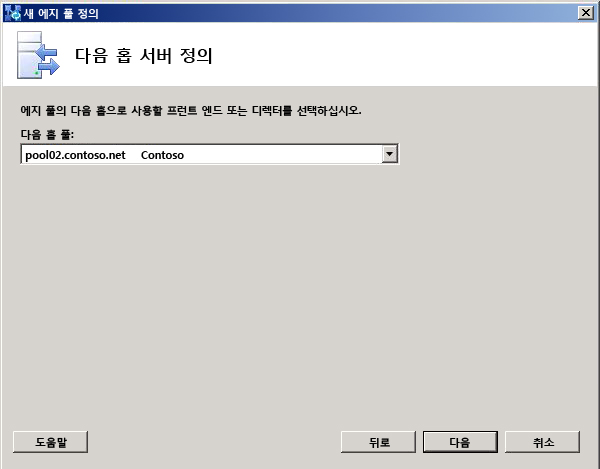 새 에지 풀 정의
다음 홉 서버 정의
에지 풀의 다음 홉으로 사용할 프런트 엔드 또는 디렉터를 선택하십시오.
다음 홉 풀:
pool02.contoso.net Contoso
도움말 뒤로 다음 취소